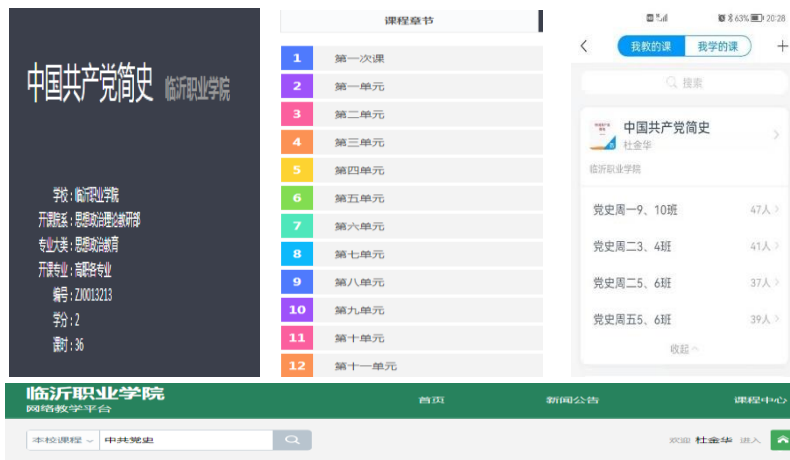 中国共产党简史 临沂职业学院
学校：临沂职业学院
开课院系：思想政治理论教研部
专业大类：思想政治教育
开课专业：高职各专业
编号：ZJ0013213
学分：2
课时：36
课程章节
1 第一次课
2 第一单元
3 第二单元
4 第三单元
5 第四单元
6 第五单元
7 第六单元
8 第七单元
9 第八单元
10 第九单元
11 第十单元
12 第十一单元
63% 20:28
我教的课 我学的课
搜索
中国共产党简史
杜金华
临沂职业学院
党史周一9、10班 47人
党史周二3、4班 41人
党史周二5、6班 37人
党史周五5、6班 39人
收起
临沂职业学院
网络教学平台
首页 新闻公告 课程中心
本校课程 中共党史
欢迎 杜金华 进入